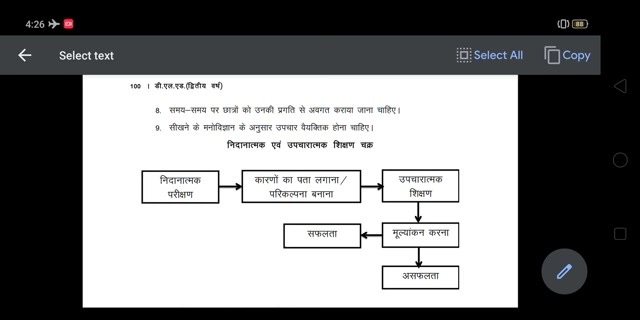 4:26
88
Select text
Select All
Copy
100 । डी.एल.एड.(द्वितीय वर्ष)
8. समय–समय पर छात्रों को उनकी प्रगति से अवगत कराया जाना चाहिए।
9. सीखने के मनोविज्ञान के अनुसार उपचार वैयक्तिक होना चाहिए।
निदानात्मक एवं उपचारात्मक शिक्षण चक्र
निदानात्मक
परीक्षण
कारणों का पता लगाना/
परिकल्पना बनाना
उपचारात्मक
शिक्षण
सफलता
मूल्यांकन करना
असफलता